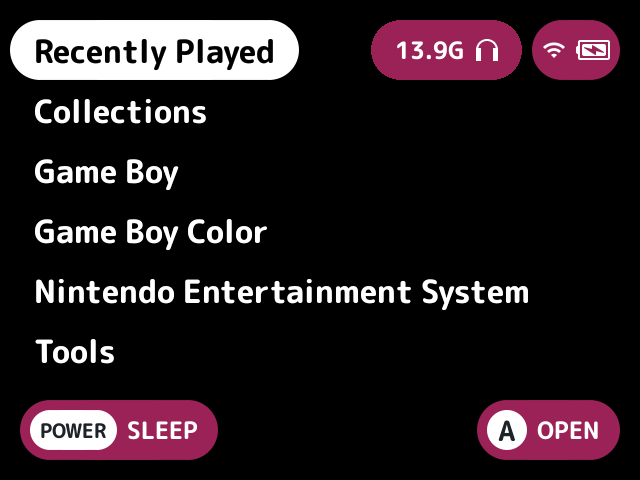 Recently Played
13.9G
Collections
Game Boy
Game Boy Color
Nintendo Entertainment System
Tools
POWER SLEEP
A OPEN